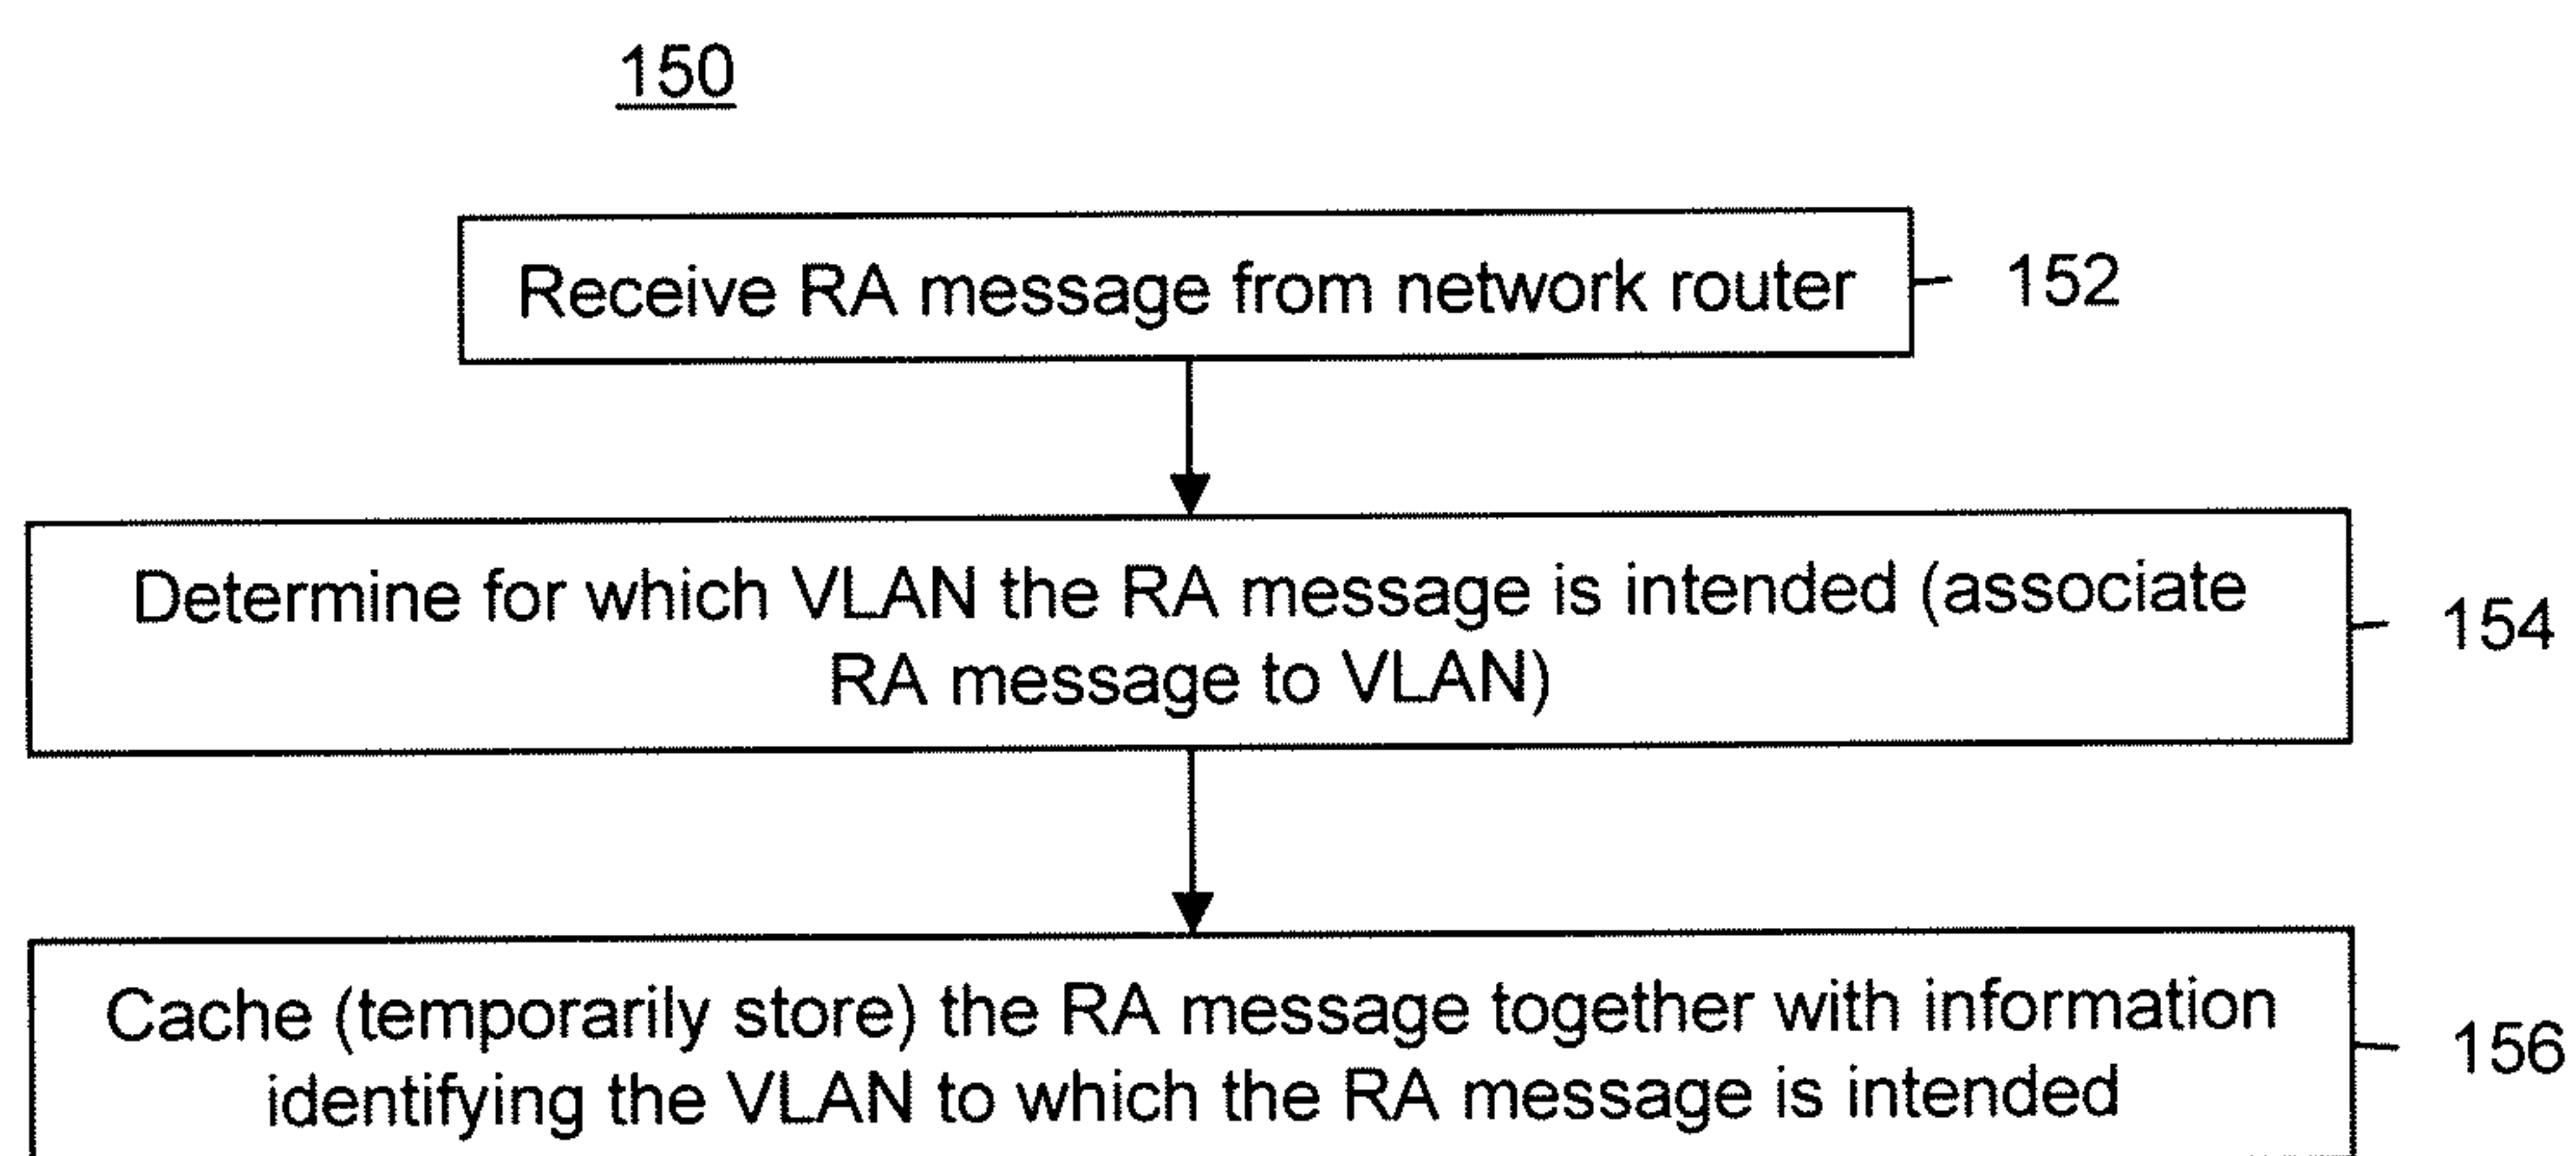 150
Receive RA message from network router
152
Determine for which VLAN the RA message is intended (associate
RA message to VLAN)
154
Cache (temporarily store) the RA message together with information
identifying the VLAN to which the RA message is intended
156